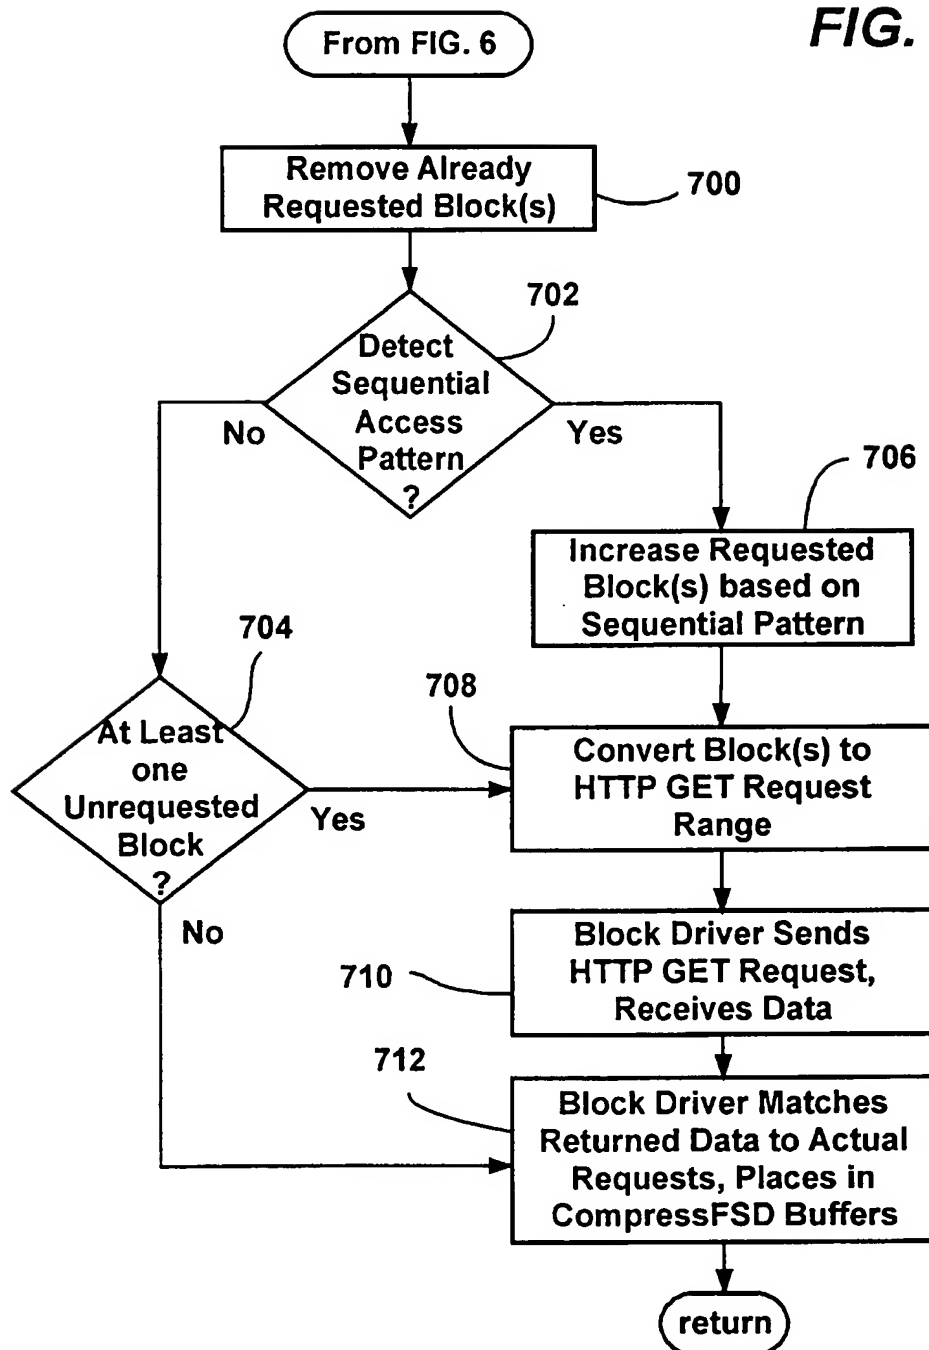 FIG.
From FIG. 6
Remove Already
Requested Block(s)
700
702
Detect
Sequential
Access
Pattern
?
No
Yes
706
Increase Requested
Block(s) based on
Sequential Pattern
704
At Least
one
Unrequested
Block
?
Yes
No
708
Convert Block(s) to
HTTP GET Request
Range
710
Block Driver Sends
HTTP GET Request,
Receives Data
712
Block Driver Matches
Returned Data to Actual
Requests, Places in
CompressFSD Buffers
return